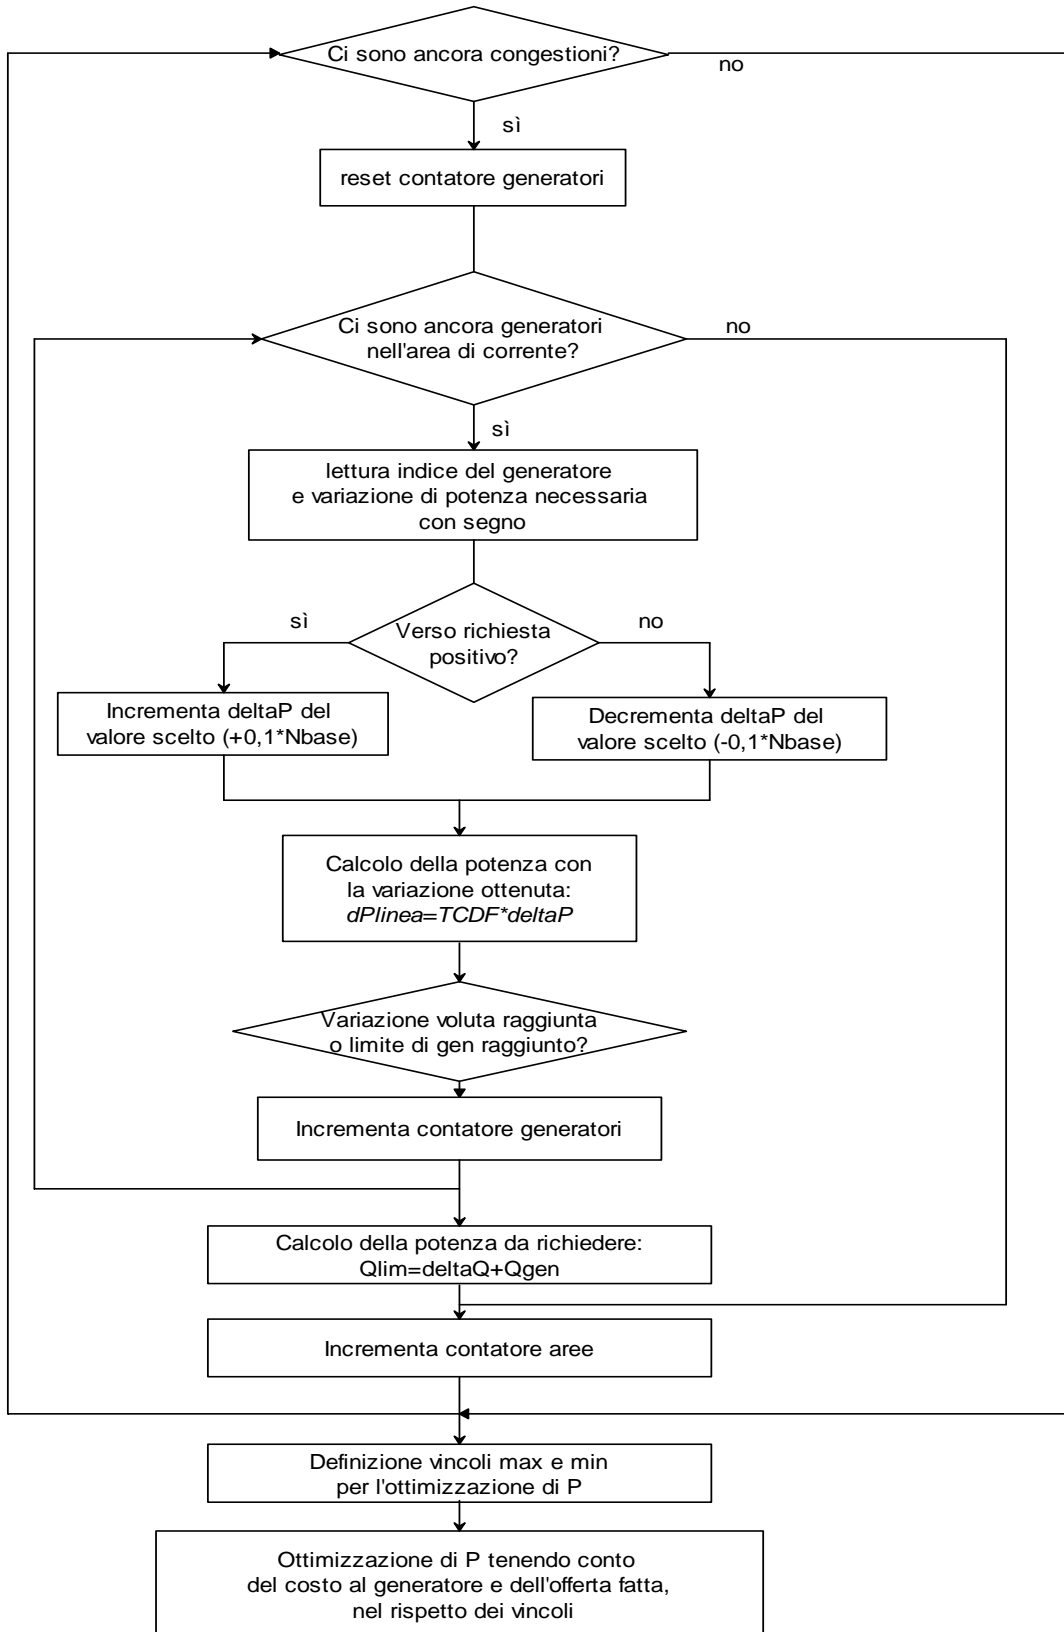 Ci sono ancora congestioni?
no
sì
reset contatore generatori
Ci sono ancora generatori
nell'area di corrente?
no
sì
lettura indice del generatore
e variazione di potenza necessaria
con segno
sì
Verso richiesta
positivo?
no
Incrementa deltaP del
valore scelto (+0,1*Nbase)
Decrementa deltaP del
valore scelto (-0,1*Nbase)
Calcolo della potenza con
la variazione ottenuta:
dPlinea=TCDF*deltaP
Variazione voluta raggiunta
o limite di gen raggiunto?
Incrementa contatore generatori
Calcolo della potenza da richiedere:
Qlim=deltaQ+Qgen
Incrementa contatore aree
Definizione vincoli max e min
per l'ottimizzazione di P
Ottimizzazione di P tenendo conto
del costo al generatore e dell'offerta fatta,
nel rispetto dei vincoli